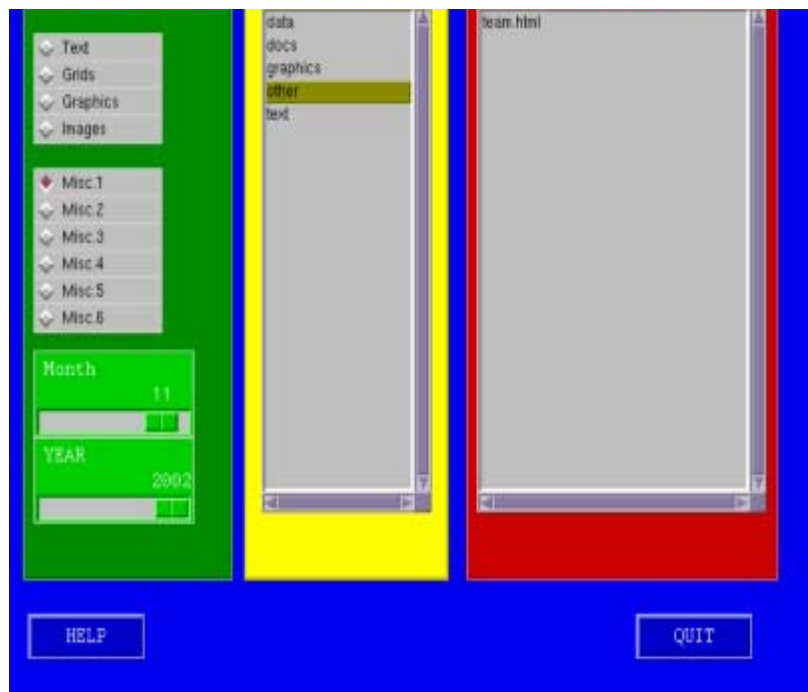 Text
Grids
Graphics
Images
Misc.1
Misc.2
Misc.3
Misc.4
Misc.5
Misc.6
Month
11
YEAR
2002
data
docs
graphics
other
text
team.html
HELP
QUIT